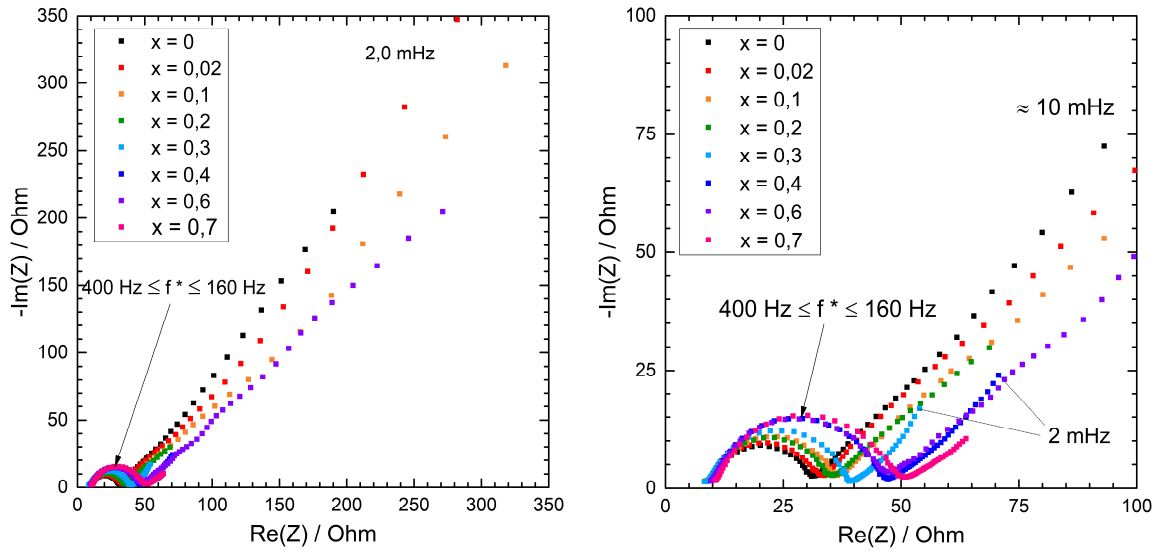 350
300
250
200
150
100
50
0
-Im(Z) / Ohm
x = 0
x = 0,02
x = 0,1
x = 0,2
x = 0,3
x = 0,4
x = 0,6
x = 0,7
2,0 mHz
400 Hz ≤ f * ≤ 160 Hz
0 50 100 150 200 250 300 350
Re(Z) / Ohm
100
75
50
25
0
-Im(Z) / Ohm
x = 0
x = 0,02
x = 0,1
x = 0,2
x = 0,3
x = 0,4
x = 0,6
x = 0,7
≈ 10 mHz
400 Hz ≤ f * ≤ 160 Hz
2 mHz
0 25 50 75 100
Re(Z) / Ohm